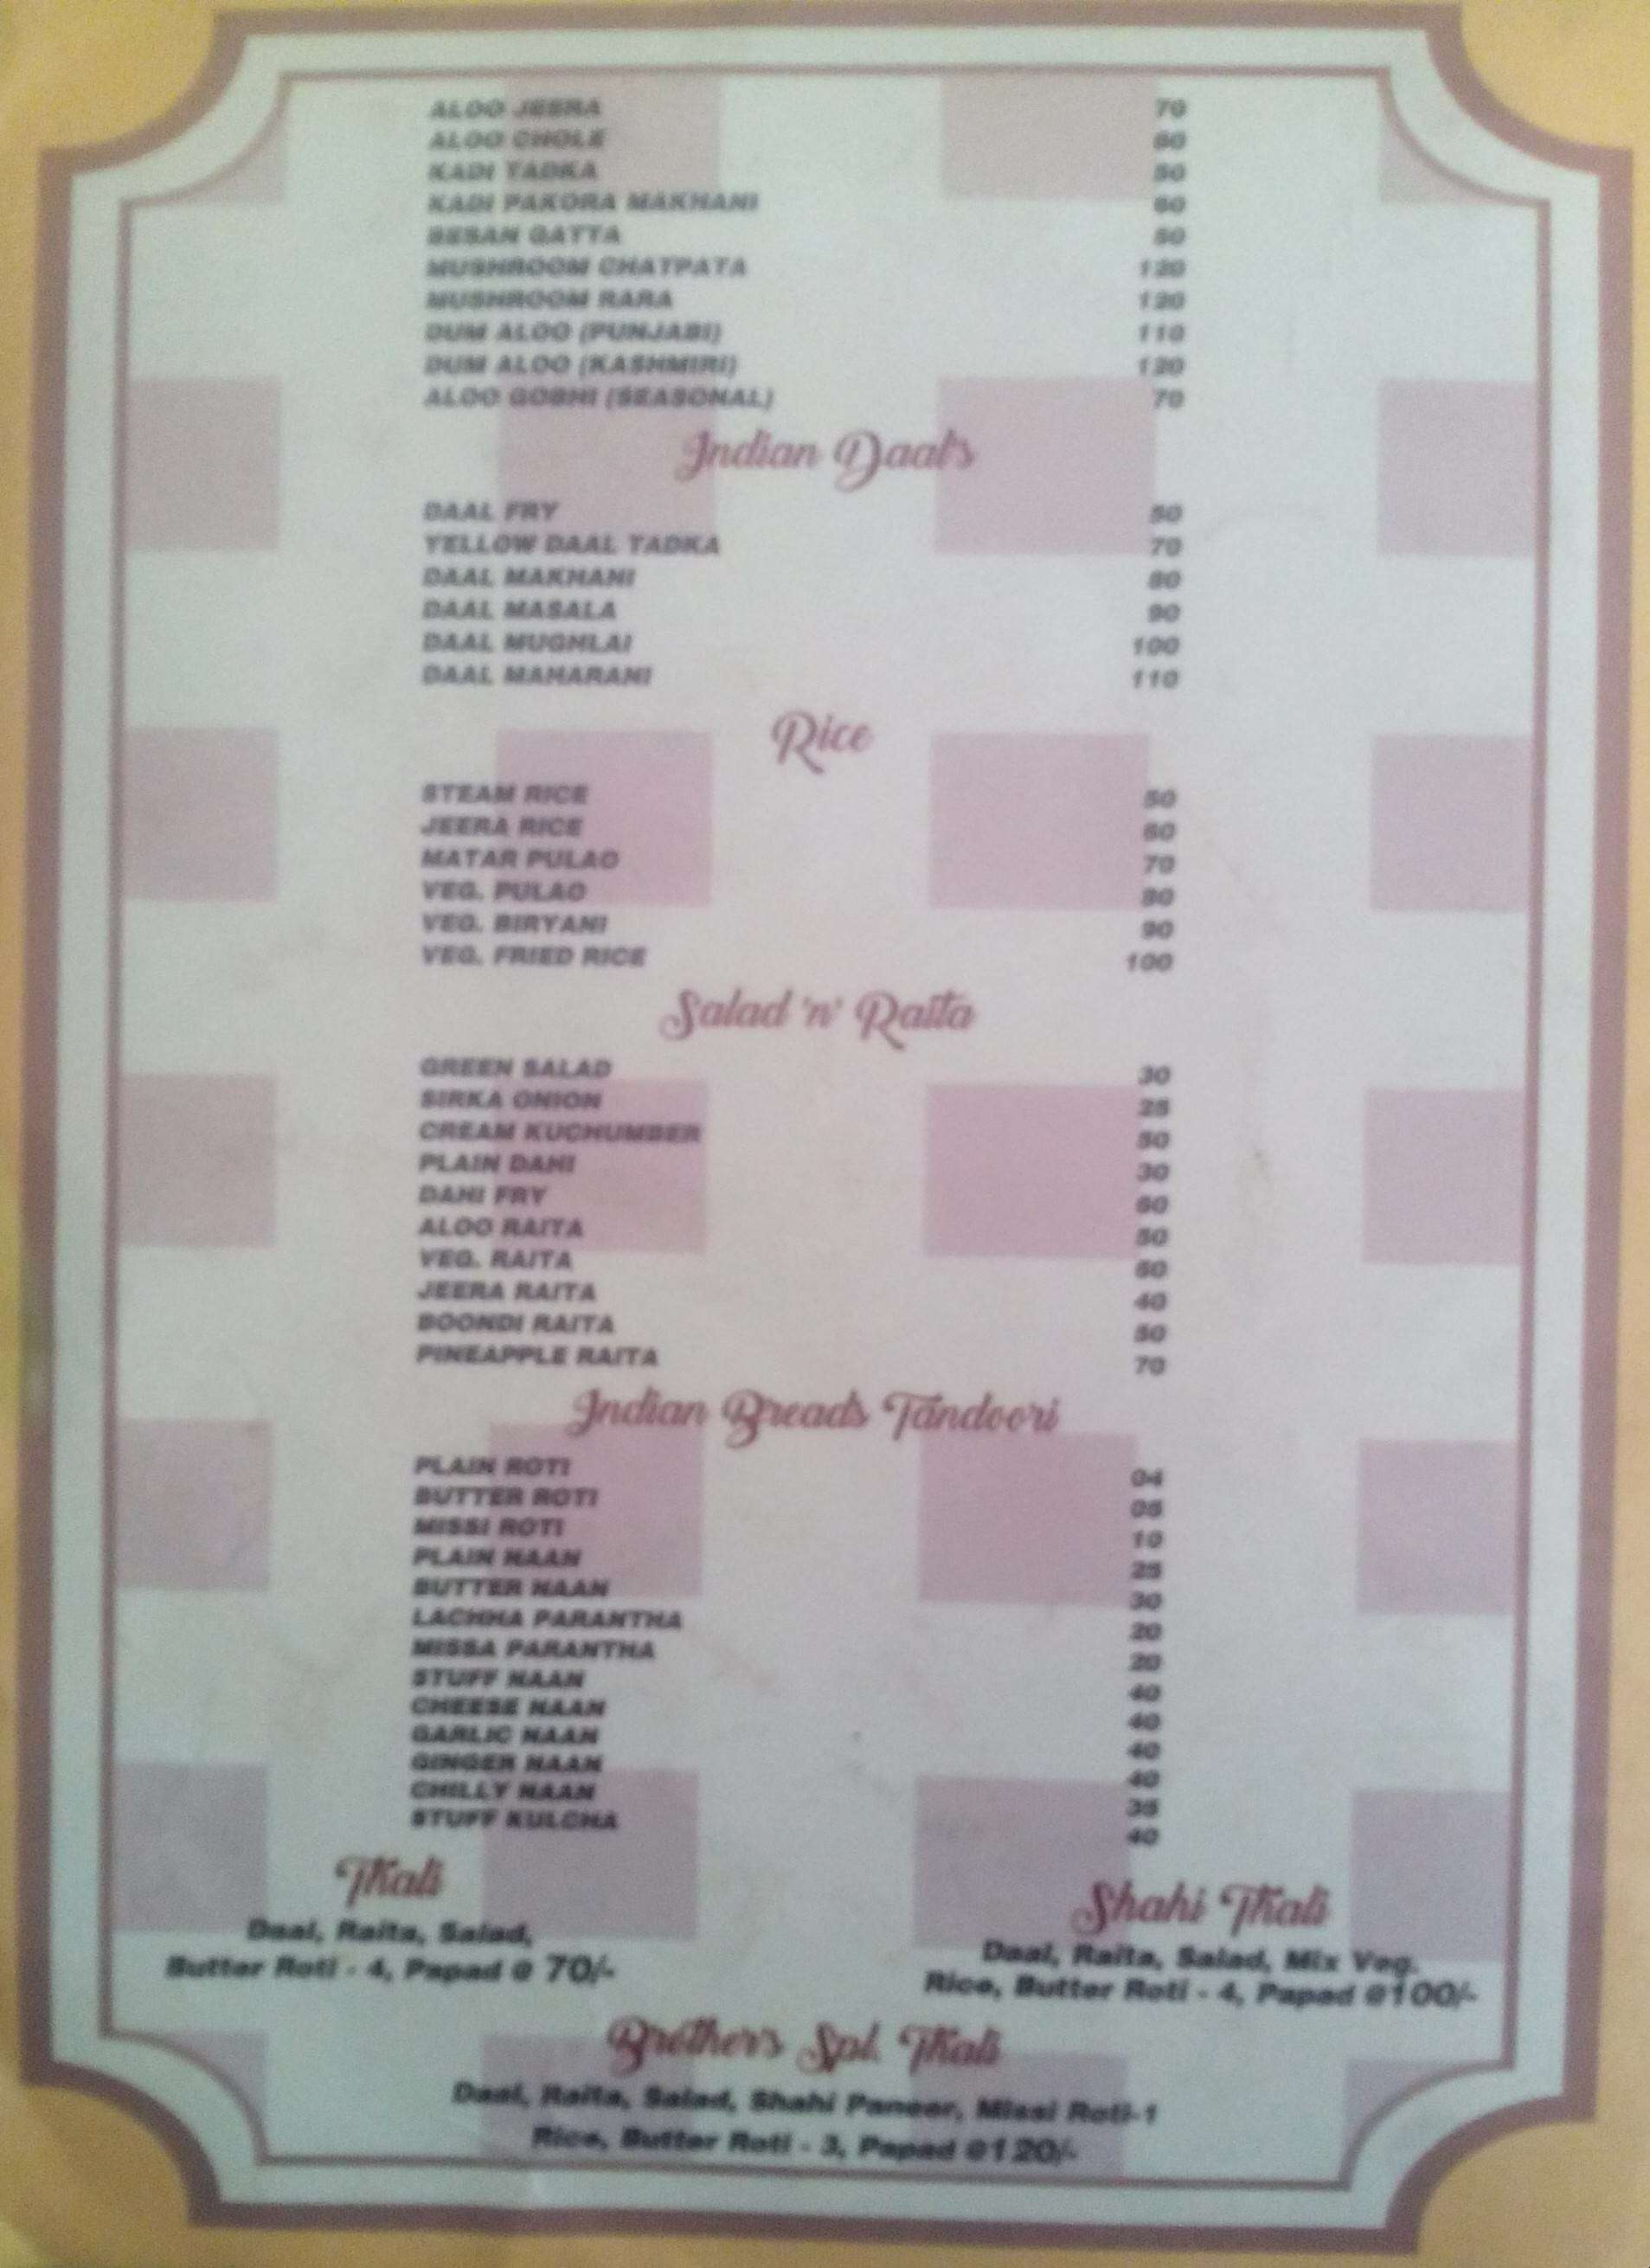 ALOO JEERA 70
ALOO CHOLE
KADI TADKA
KADI PAKORA MAKHANI
BESAN GATTA
MUSHROOM CHATPATA 120
MUSHROOM RARA 120
DUM ALOO (PUNJABI) 110
DUM ALOO (KASHMIRI) 120
ALOO GOBHI (SEASONAL) 70
Indian Daal's
DAAL FRY
YELLOW DAAL TADKA 70
DAAL MAKHANI 80
DAAL MASALA 90
DAAL MUGHLAI 100
DAAL MAHARANI 110
Rice
STEAM RICE 50
JEERA RICE 60
MATAR PULAO 70
VEG. PULAO 80
VEG. BIRYANI 90
VEG. FRIED RICE 100
Salad 'n' Raita
GREEN SALAD 30
SIRKA ONION 25
CREAM KUCHUMBER 50
PLAIN DAHI 30
DAHI FRY 60
ALOO RAITA 50
VEG. RAITA 60
JEERA RAITA 40
BOONDI RAITA 50
PINEAPPLE RAITA 70
Indian Breads Tandoori
PLAIN ROTI 04
BUTTER ROTI 05
MISSI ROTI 10
PLAIN NAAN 25
BUTTER NAAN 30
LACHHA PARANTHA 20
MISSA PARANTHA 20
STUFF NAAN 40
CHEESE NAAN 40
GARLIC NAAN 40
GINGER NAAN 40
CHILLY NAAN 35
STUFF KULCHA 40
Thali
Daal, Raita, Salad,
Butter Roti - 4, Papad @ 70/-
Shahi Thali
Daal, Raita, Salad, Mix Veg.
Rice, Butter Roti - 4, Papad @100/-
Brother's Spl. Thali
Daal, Raita, Salad, Shahi Paneer, Missi Roti-1
Rice, Butter Roti - 3, Papad @120/-